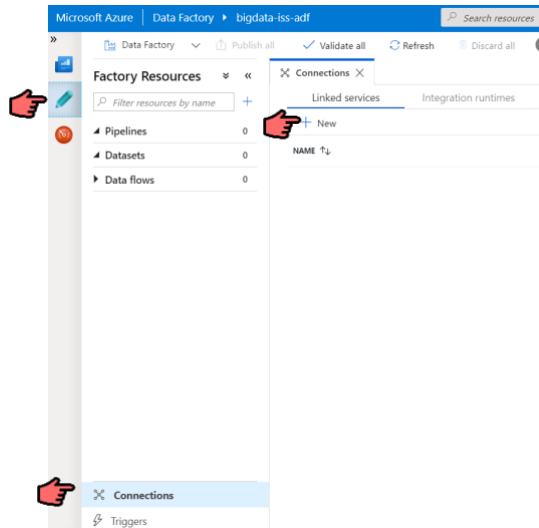 Microsoft Azure Data Factory bigdata-iss-adf Search resources
Data Factory Publish all Validate all Refresh Discard all
Factory Resources
Connections
Filter resources by name
Linked services Integration runtimes
New
Pipelines 0
Datasets 0
NAME
Data flows 0
Connections
Triggers